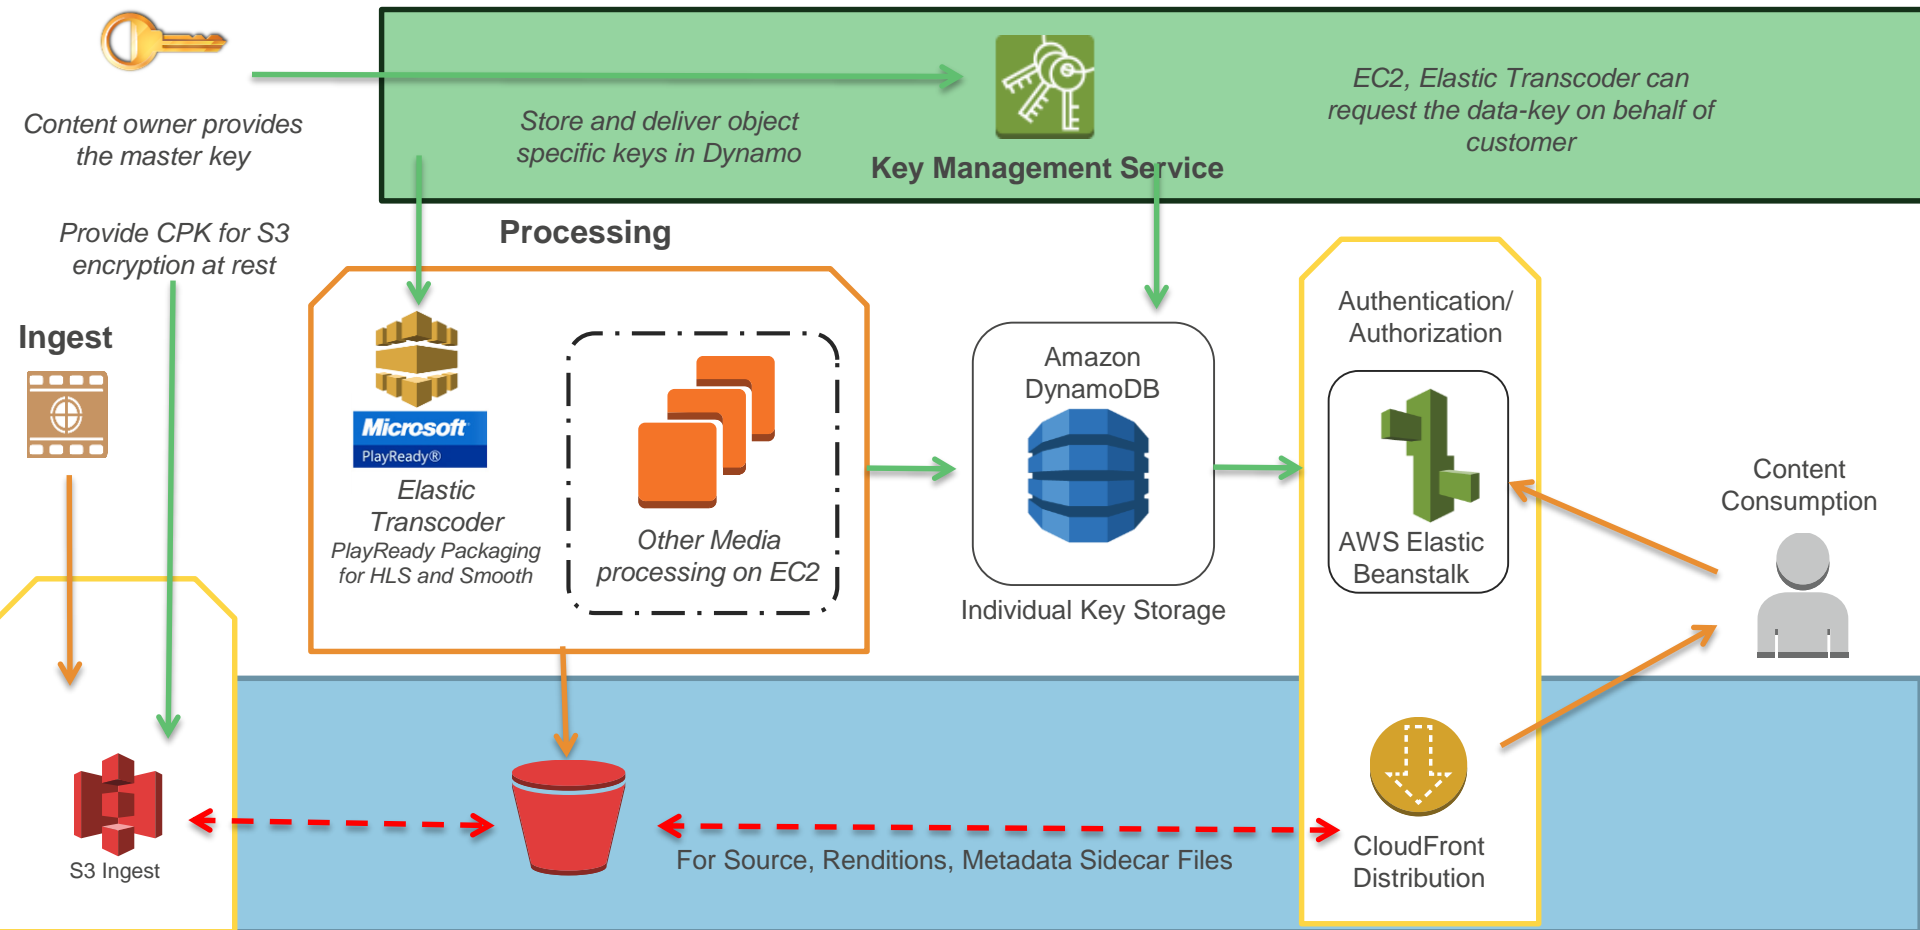 Content owner provides
the master key
Store and deliver object
specific keys in Dynamo
Key Management Service
EC2, Elastic Transcoder can
request the data-key on behalf of
customer
Provide CPK for S3
encryption at rest
Processing
Ingest
Microsoft
PlayReady®
Elastic
Transcoder
PlayReady Packaging
for HLS and Smooth
Other Media
processing on EC2
Amazon
DynamoDB
Individual Key Storage
Authentication/
Authorization
AWS Elastic
Beanstalk
Content
Consumption
S3 Ingest
For Source, Renditions, Metadata Sidecar Files
CloudFront
Distribution